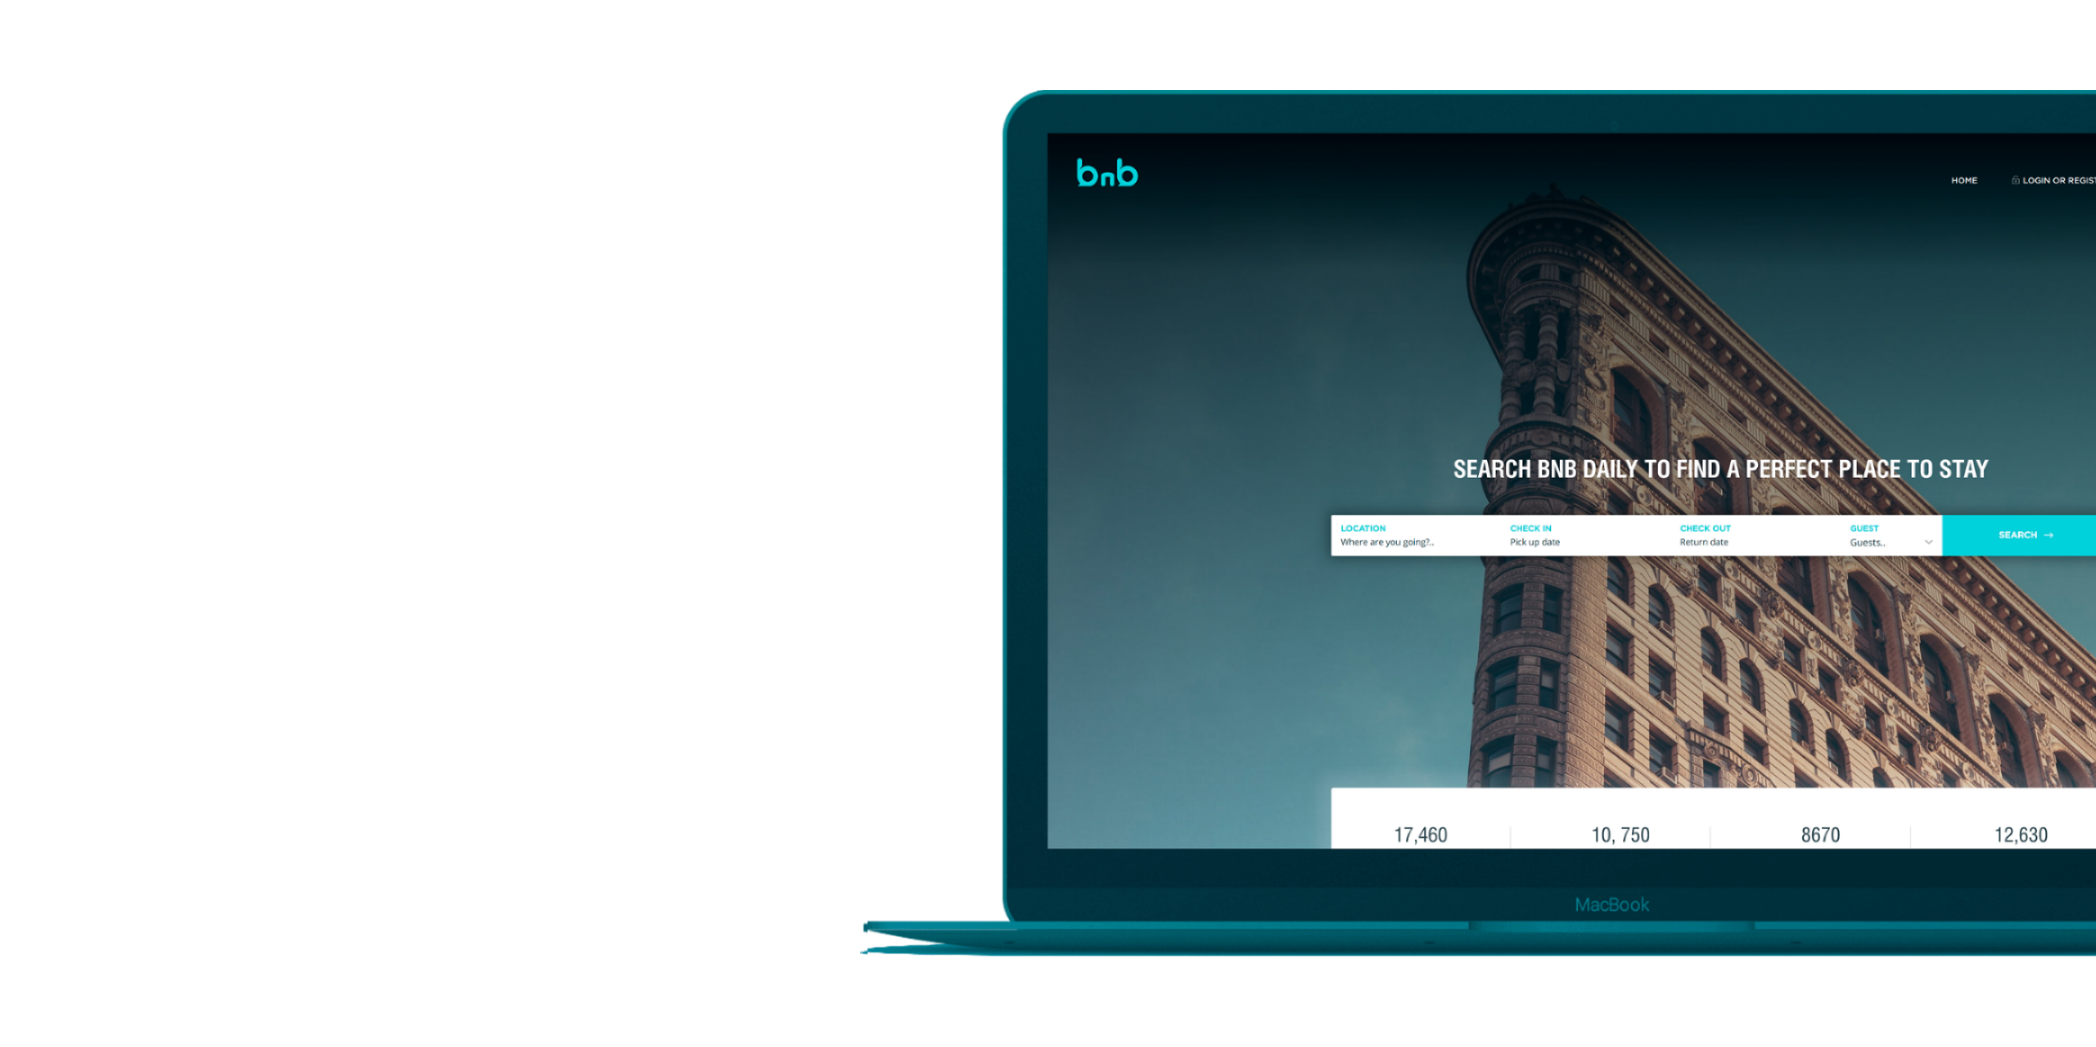 bnb
HOME LOGIN OR REGIST
SEARCH BNB DAILY TO FIND A PERFECT PLACE TO STAY
LOCATION CHECK IN CHECK OUT GUEST
Where are you going?.. Pick up date Return date Guests.. SEARCH →
17,460 10, 750 8670 12,630
MacBook